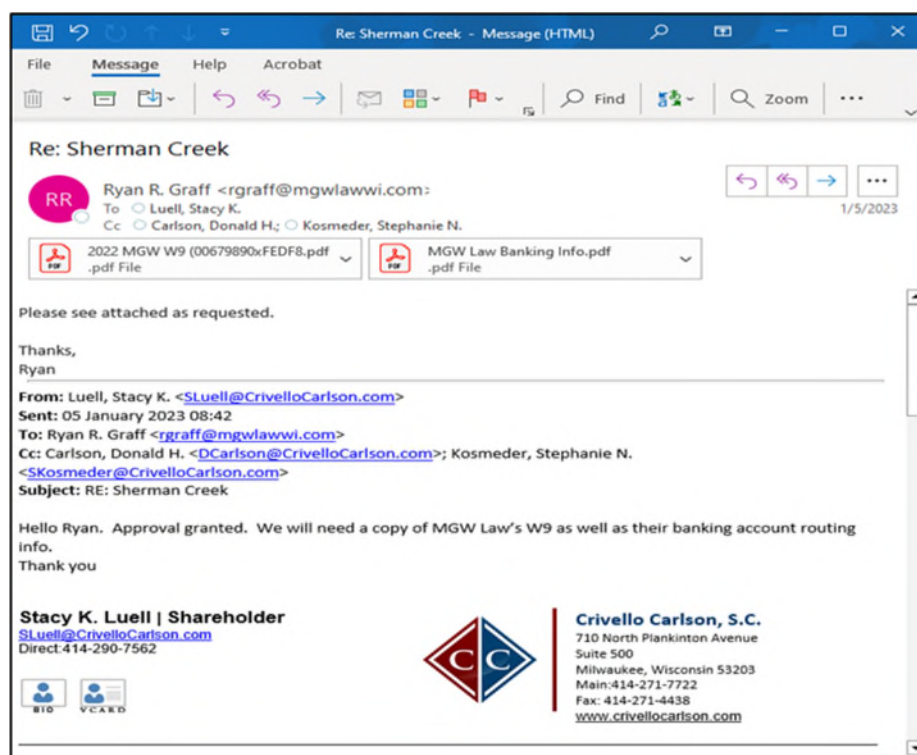 Re: Sherman Creek - Message (HTML)
File Message Help Acrobat
Find Zoom
Re: Sherman Creek
RR
Ryan R. Graff <rgraff@mgwlawwi.com>
To Luell, Stacy K.
Cc Carlson, Donald H.; Kosmeder, Stephanie N.
1/5/2023
PDF
2022 MGW W9 (00679890xFEDF8.pdf
.pdf File
PDF
MGW Law Banking Info.pdf
.pdf File
Please see attached as requested.
Thanks,
Ryan
From: Luell, Stacy K. <SLuell@CrivelloCarlson.com>
Sent: 05 January 2023 08:42
To: Ryan R. Graff <rgraff@mgwlawwi.com>
Cc: Carlson, Donald H. <DCarlson@CrivelloCarlson.com>; Kosmeder, Stephanie N.
<SKosmeder@CrivelloCarlson.com>
Subject: RE: Sherman Creek
Hello Ryan. Approval granted. We will need a copy of MGW Law's W9 as well as their banking account routing
info.
Thank you
Stacy K. Luell | Shareholder
SLuell@CrivelloCarlson.com
Direct:414-290-7562
BIO VCARD
CC
Crivello Carlson, S.C.
710 North Plankinton Avenue
Suite 500
Milwaukee, Wisconsin 53203
Main:414-271-7722
Fax: 414-271-4438
www.crivellocarlson.com